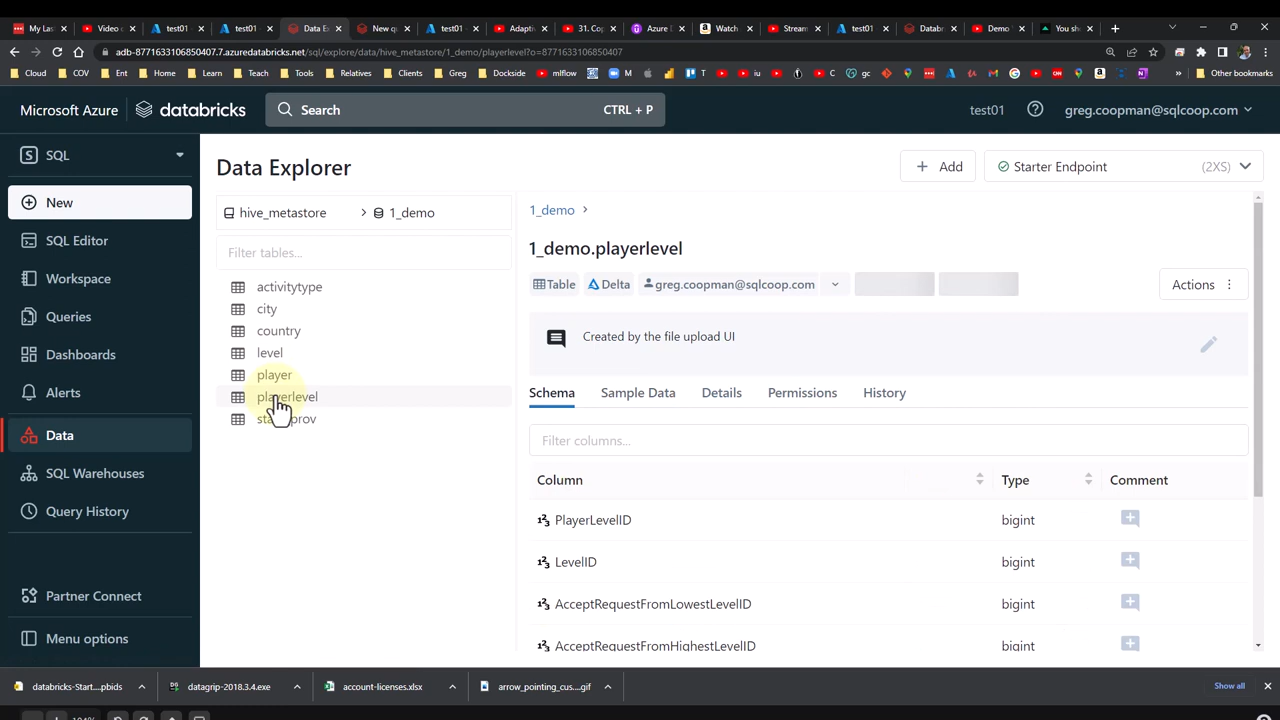 My Las
Video s
test01
test01
Data Ex
New q
test01
Adaptiv
31. Cop
Azure D
Watch
Stream
test01
Databr
Demo
You sh
adb-8771633106850407.7.azuredatabricks.net/sql/explore/data/hive_metastore/1_demo/playerlevel?o=8771633106850407
Cloud
COV
Ent
Home
Learn
Teach
Tools
Relatives
Clients
Greg
Dockside
mlflow
M
T
iu
C
gc
Other bookmarks
Microsoft Azure
databricks
Search
CTRL + P
test01
greg.coopman@sqlcoop.com
SQL
New
SQL Editor
Workspace
Queries
Dashboards
Alerts
Data
SQL Warehouses
Query History
Partner Connect
Menu options
Data Explorer
Add
Starter Endpoint (2XS)
hive_metastore > 1_demo
Filter tables...
activitytype
city
country
level
player
playerlevel
1_demo >
1_demo.playerlevel
Table
Delta
greg.coopman@sqlcoop.com
Actions
Created by the file upload UI
Schema
Sample Data
Details
Permissions
History
Filter columns...
Column
Type
Comment
PlayerLevelID
bigint
LevelID
bigint
AcceptRequestFromLowestLevelID
bigint
AcceptRequestFromHighestLevelID
bigint
databricks-Start....pbids
datagrip-2018.3.4.exe
account-licenses.xlsx
arrow_pointing_cus....gif
Show all